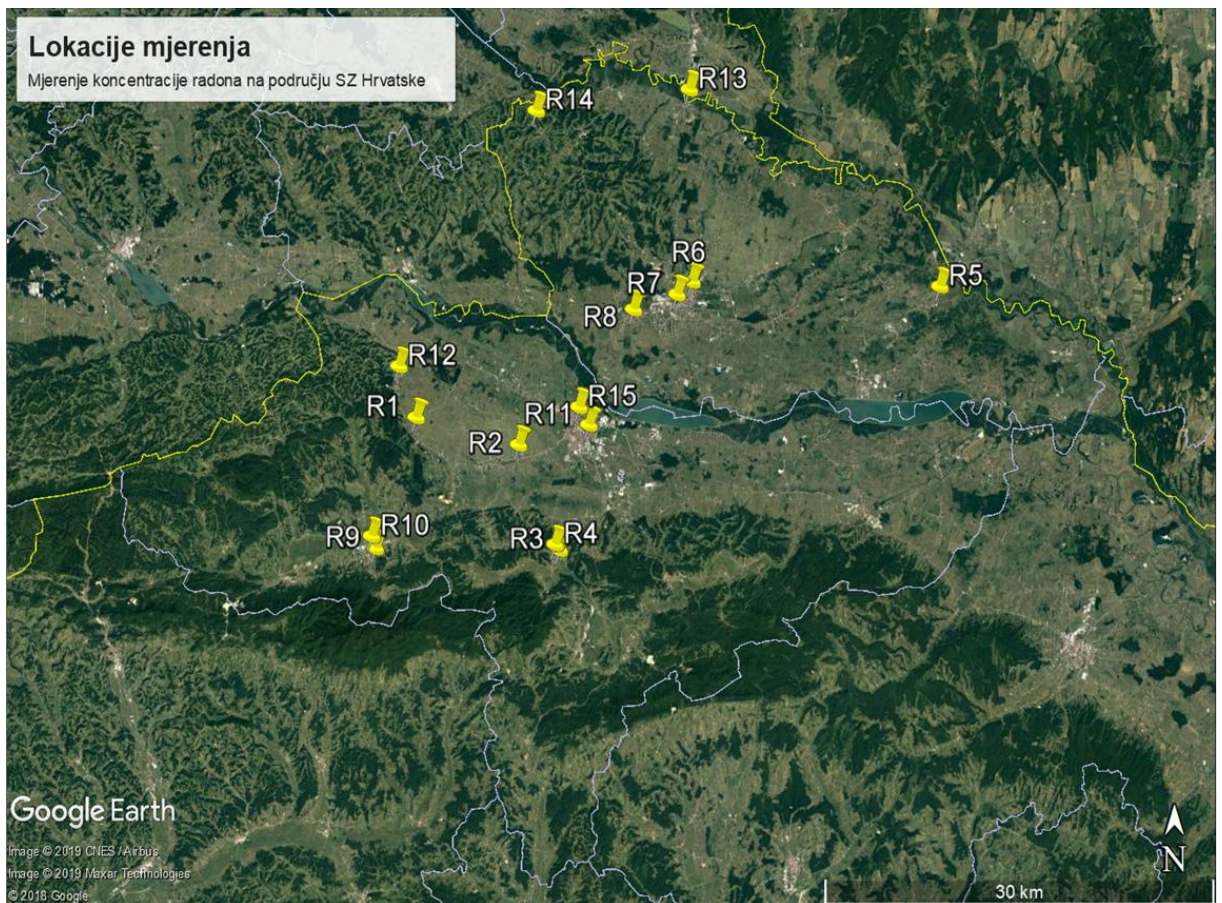 Lokacije mjerenja
Mjerenje koncentracije radona na području SZ Hrvatske
R13
R14
R6
R5
R7
R8
R12
R15
R1
R11
R2
R10
R9
R3
R4
Google Earth
Image © 2019 CNES / Airbus
Image © 2019 Maxar Technologies
© 2018 Google
N
30 km